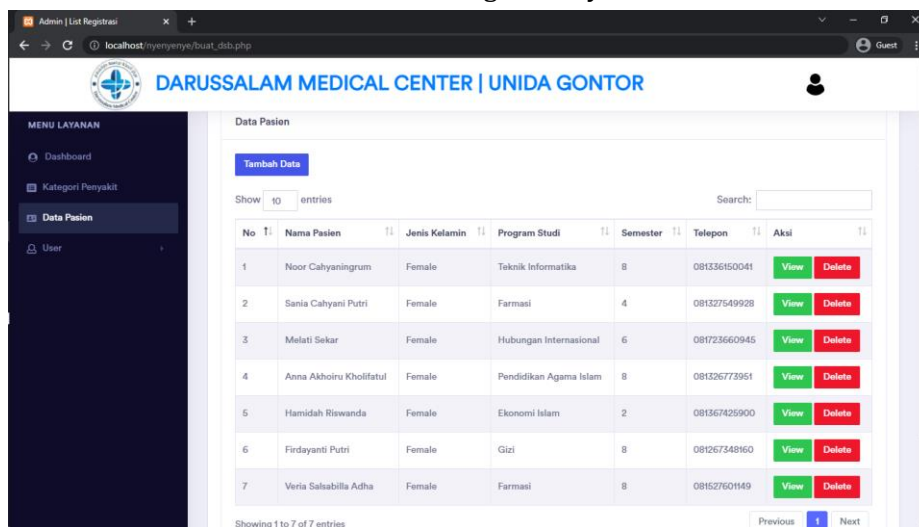 Admin | List Registrasi
localhost/nyenyenye/buat_dsb.php
Guest
DARUSSALAM MEDICAL CENTER | UNIDA GONTOR
MENU LAYANAN
Dashboard
Kategori Penyakit
Data Pasien
User
Data Pasien
Tambah Data
Show 10 entries Search:
No Nama Pasien Jenis Kelamin Program Studi Semester Telepon Aksi
1 Noor Cahyaningrum Female Teknik Informatika 8 081336150041 View Delete
2 Sania Cahyani Putri Female Farmasi 4 081327549928 View Delete
3 Melati Sekar Female Hubungan Internasional 6 081723660945 View Delete
4 Anna Akhoiru Kholifatul Female Pendidikan Agama Islam 8 081326773951 View Delete
5 Hamidah Riswanda Female Ekonomi Islam 2 081367425900 View Delete
6 Firdayanti Putri Female Gizi 8 081267348160 View Delete
7 Veria Salsabilla Adha Female Farmasi 8 081527601149 View Delete
Showing 1 to 7 of 7 entries Previous 1 Next